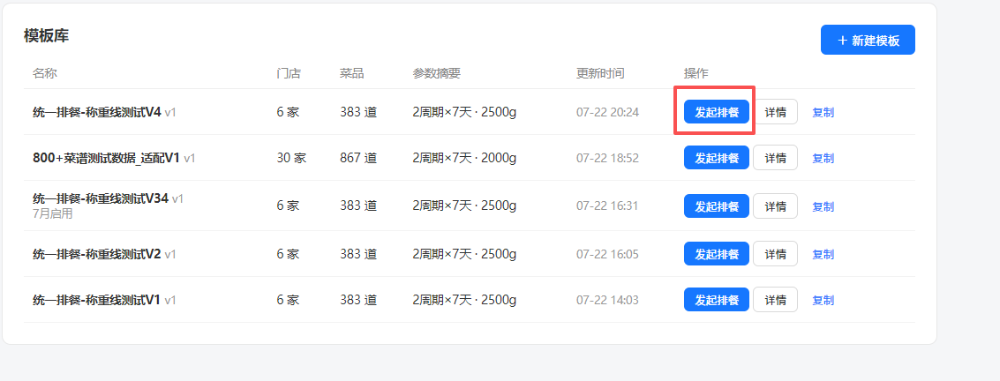 模板库
＋ 新建模板
名称 门店 菜品 参数摘要 更新时间 操作
统一排餐-称重线测试V4 v1 6 家 383 道 2周期×7天 · 2500g 07-22 20:24 发起排餐 详情 复制
800+菜谱测试数据_适配V1 v1 30 家 867 道 2周期×7天 · 2000g 07-22 18:52 发起排餐 详情 复制
统一排餐-称重线测试V34 v1 6 家 383 道 2周期×7天 · 2500g 07-22 16:31 发起排餐 详情 复制
7月启用
统一排餐-称重线测试V2 v1 6 家 383 道 2周期×7天 · 2500g 07-22 16:05 发起排餐 详情 复制
统一排餐-称重线测试V1 v1 6 家 383 道 2周期×7天 · 2500g 07-22 14:03 发起排餐 详情 复制